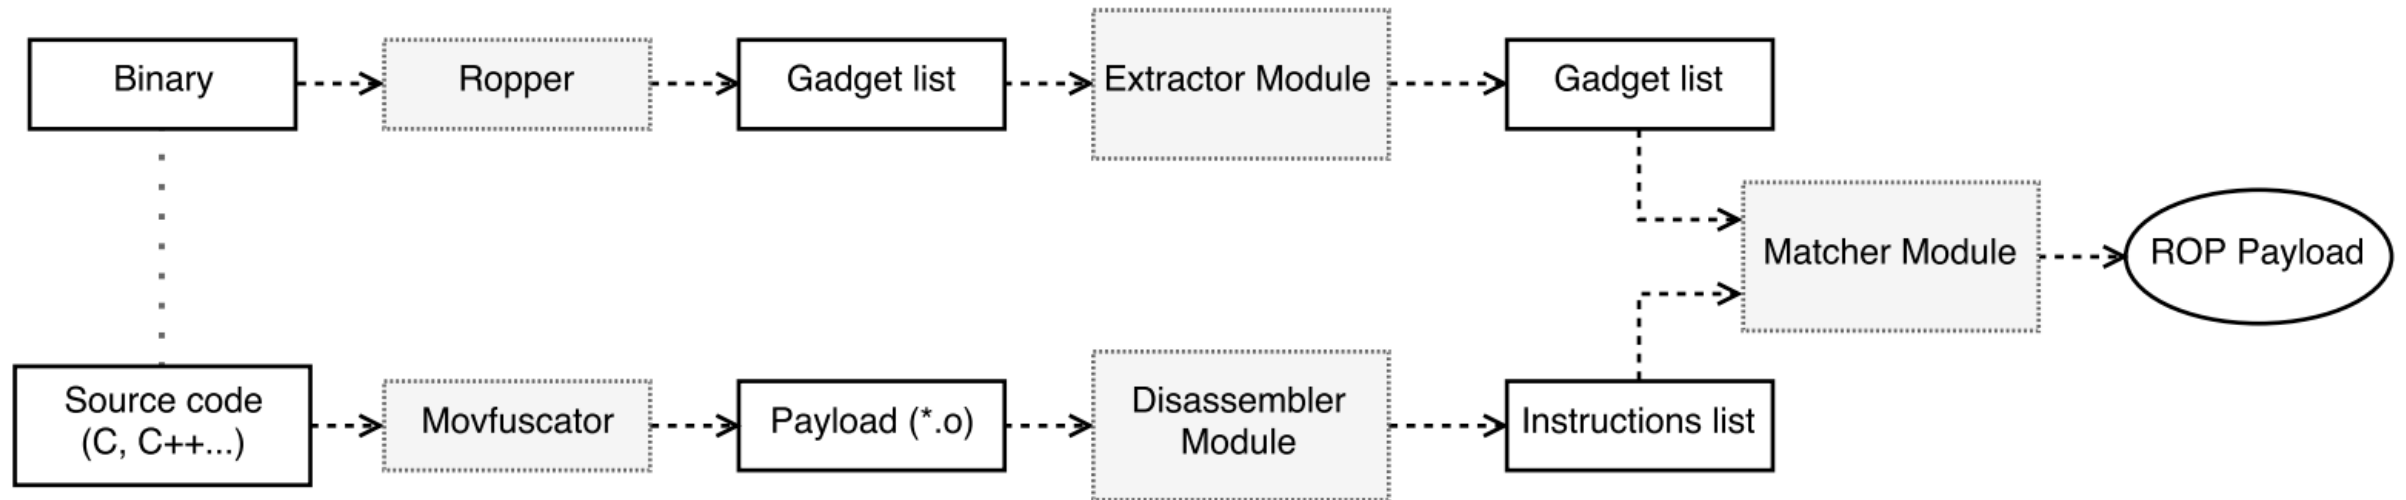 Binary
Ropper
Gadget list
Extractor Module
Gadget list
Matcher Module
ROP Payload
Source code
(C, C++...)
Movfuscator
Payload (*.o)
Disassembler
Module
Instructions list